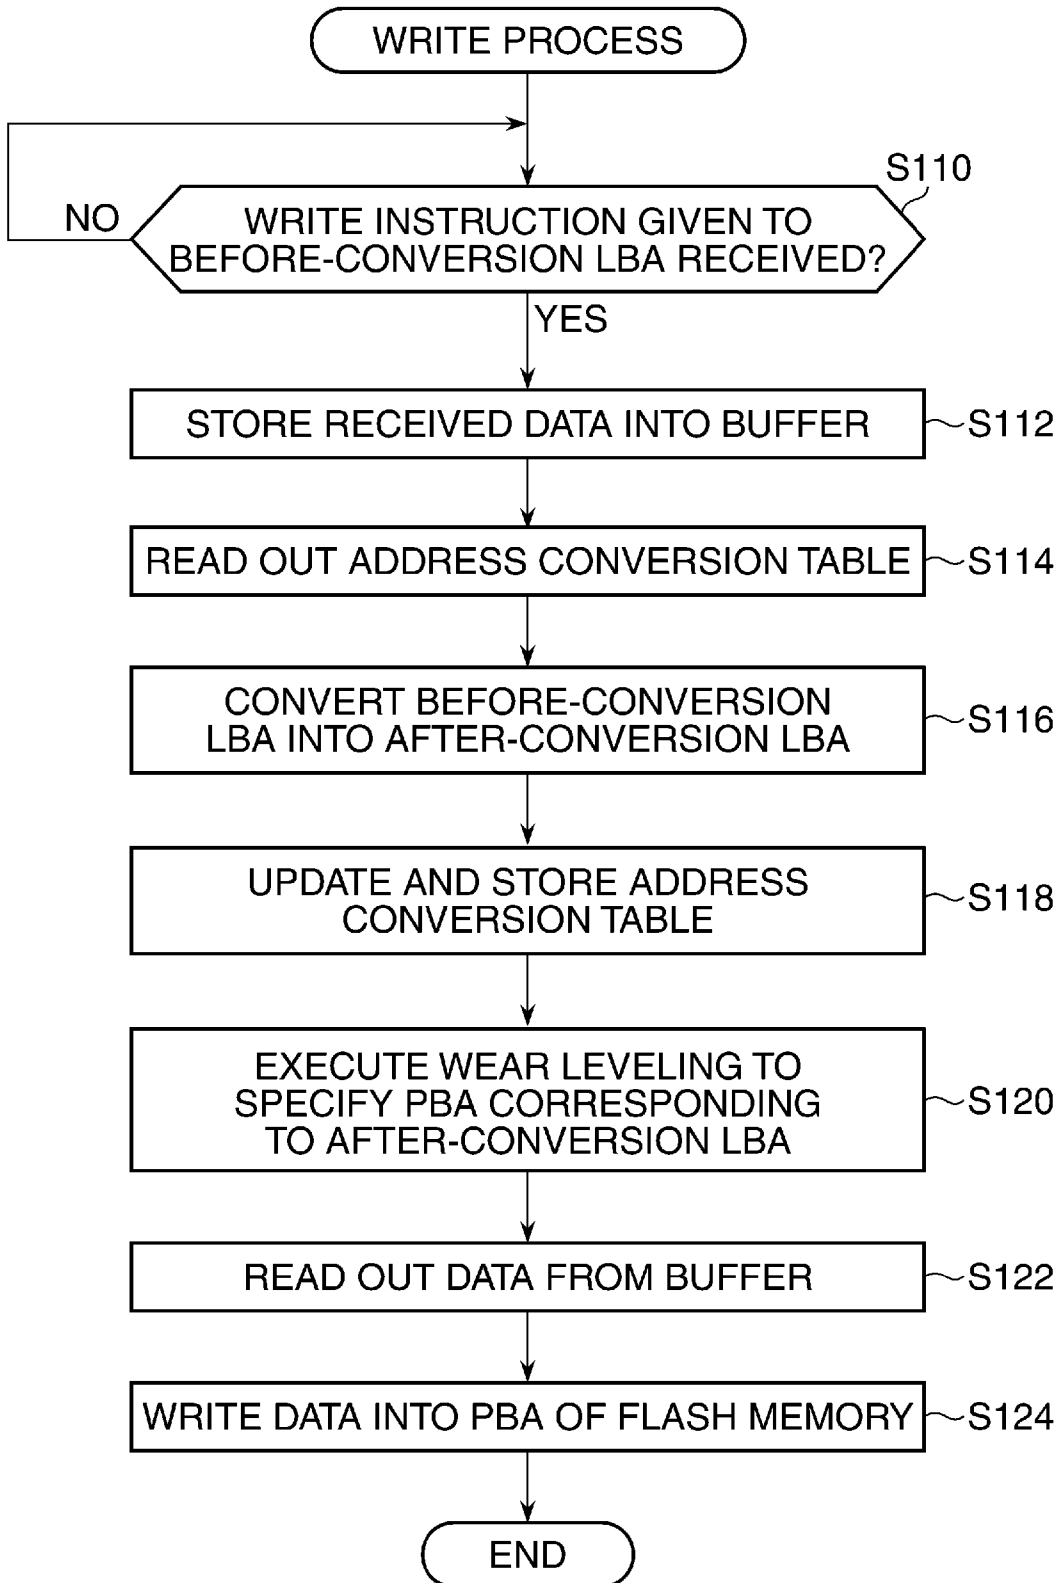 WRITE PROCESS
S110
NO
WRITE INSTRUCTION GIVEN TO
BEFORE-CONVERSION LBA RECEIVED?
YES
STORE RECEIVED DATA INTO BUFFER
S112
READ OUT ADDRESS CONVERSION TABLE
S114
CONVERT BEFORE-CONVERSION
LBA INTO AFTER-CONVERSION LBA
S116
UPDATE AND STORE ADDRESS
CONVERSION TABLE
S118
EXECUTE WEAR LEVELING TO
SPECIFY PBA CORRESPONDING
TO AFTER-CONVERSION LBA
S120
READ OUT DATA FROM BUFFER
S122
WRITE DATA INTO PBA OF FLASH MEMORY
S124
END